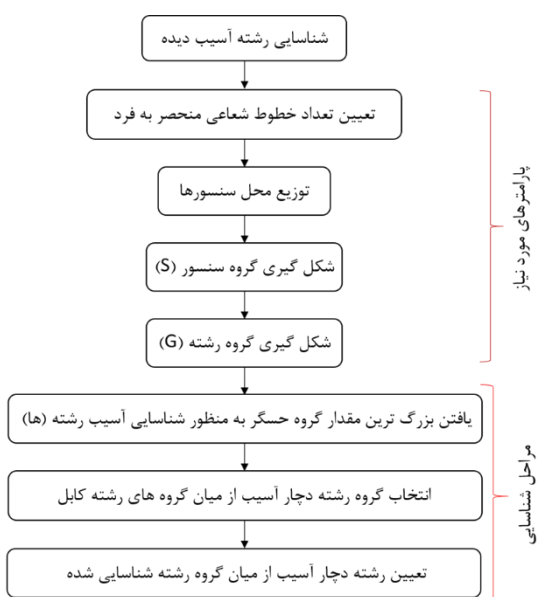 شناسایی رشته آسیب دیده
تعیین تعداد خطوط شعاعی منحصر به فرد
توزیع محل سنسورها
شکل گیری گروه سنسور (S)
شکل گیری گروه رشته (G)
پارامترهای مورد نیاز
یافتن بزرگ ترین مقدار گروه حسگر به منظور شناسایی آسیب رشته (ها)
انتخاب گروه رشته دچار آسیب از میان گروه های رشته کابل
تعیین رشته دچار آسیب از میان گروه رشته شناسایی شده
مراحل شناسایی